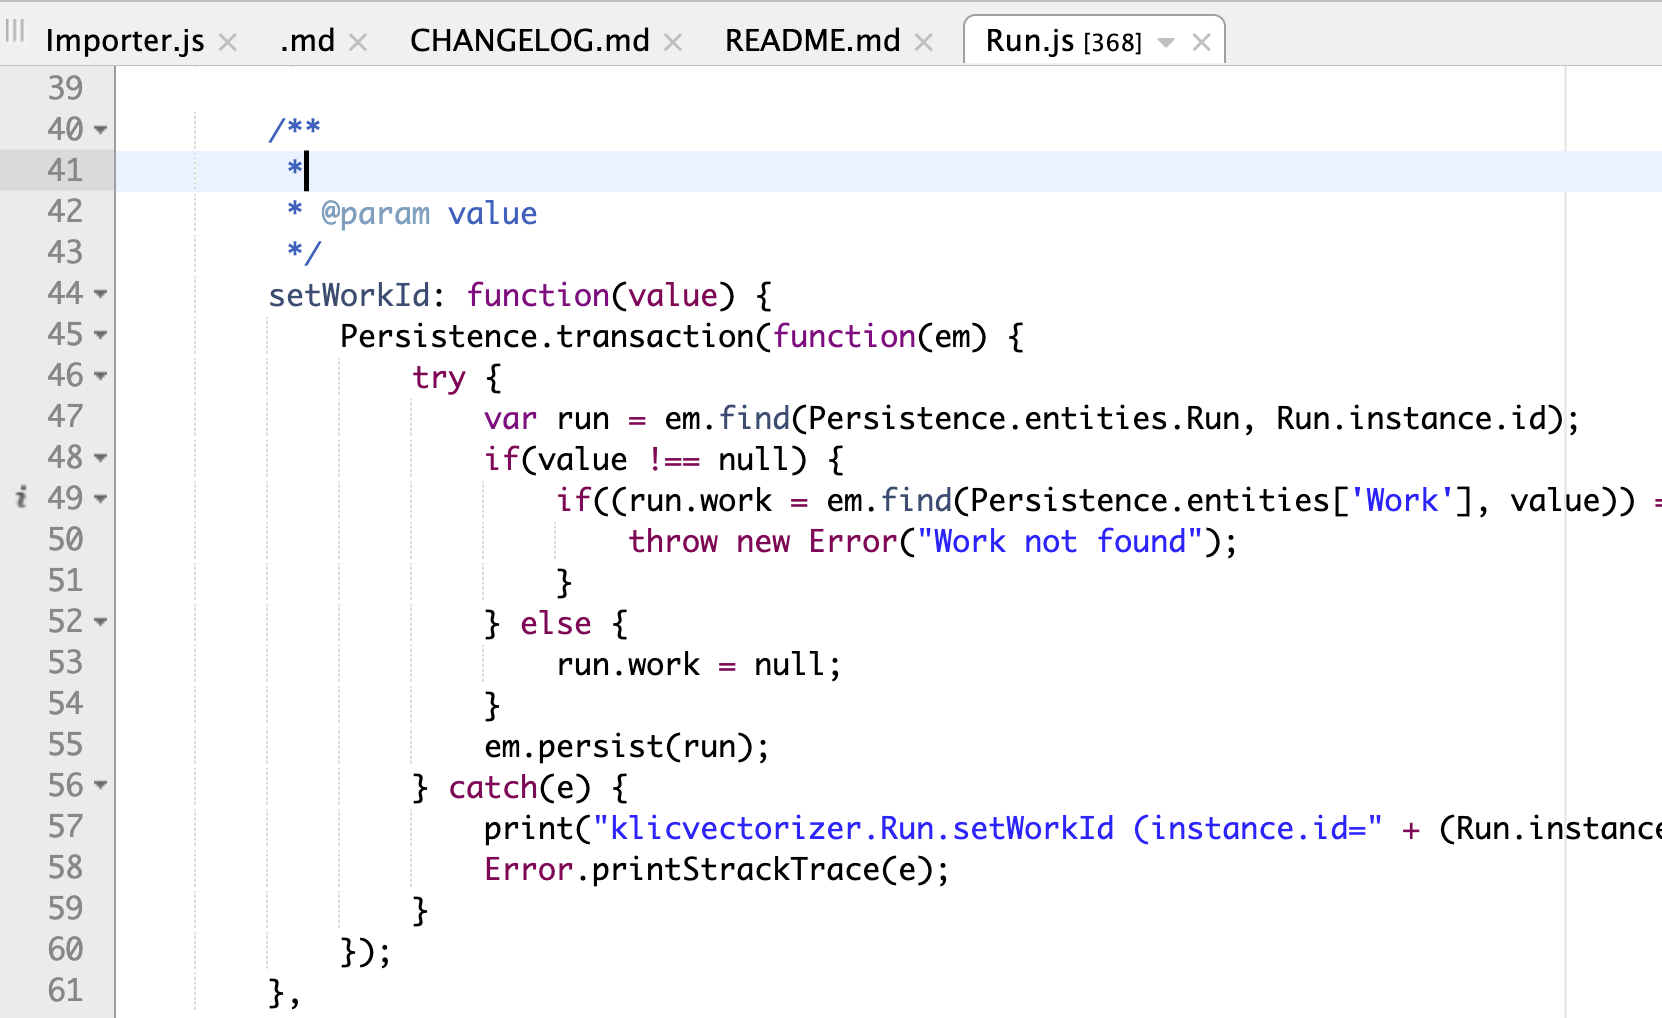 Importer.js × .md × CHANGELOG.md × README.md × Run.js [368] ×
39
40 /**
41 *
42 * @param value
43 */
44 setWorkId: function(value) {
45 Persistence.transaction(function(em) {
46 try {
47 var run = em.find(Persistence.entities.Run, Run.instance.id);
48 if(value !== null) {
49 if((run.work = em.find(Persistence.entities['Work'], value)) =
50 throw new Error("Work not found");
51 }
52 } else {
53 run.work = null;
54 }
55 em.persist(run);
56 } catch(e) {
57 print("klicvectorizer.Run.setWorkId (instance.id=" + (Run.instance
58 Error.printStrackTrace(e);
59 }
60 });
61 },